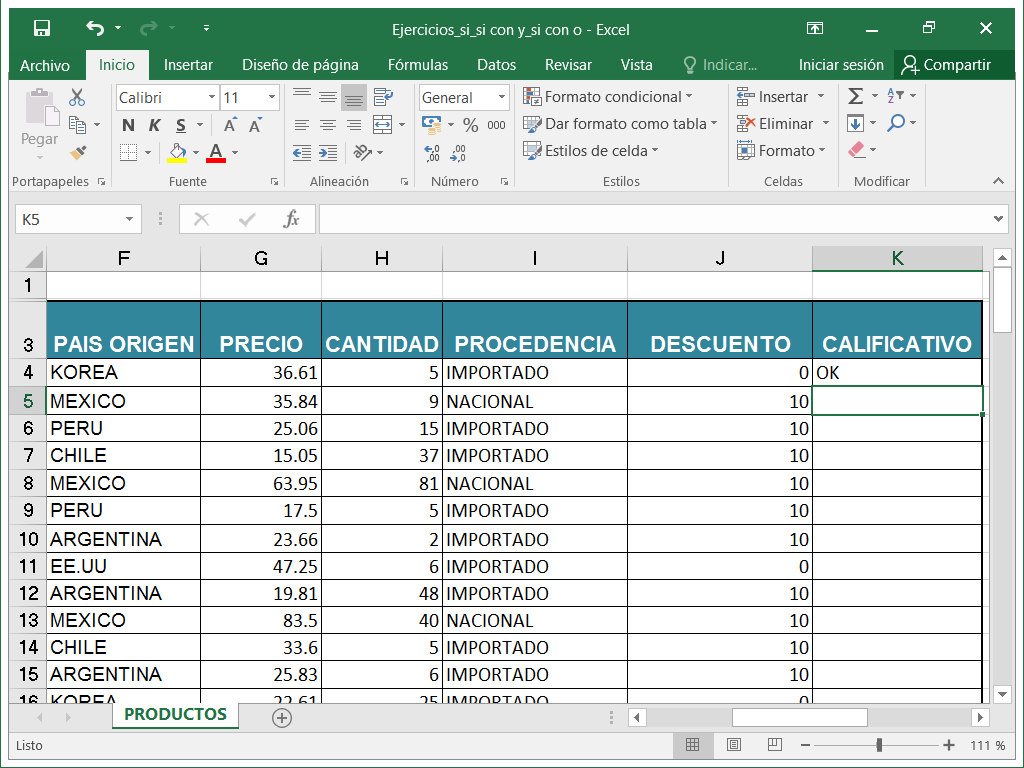 Ejercicios_si_si con y_si con o - Excel
Archivo Inicio Insertar Diseño de página Fórmulas Datos Revisar Vista Indicar... Iniciar sesión Compartir
Calibri 11 General Formato condicional Insertar Σ
Pegar N K S A A % 000 Dar formato como tabla Eliminar
Estilos de celda Formato
Portapapeles Fuente Alineación Número Estilos Celdas Modificar
K5 fx
F G H I J K
1
3 PAIS ORIGEN PRECIO CANTIDAD PROCEDENCIA DESCUENTO CALIFICATIVO
4 KOREA 36.61 5 IMPORTADO 0 OK
5 MEXICO 35.84 9 NACIONAL 10
6 PERU 25.06 15 IMPORTADO 10
7 CHILE 15.05 37 IMPORTADO 10
8 MEXICO 63.95 81 NACIONAL 10
9 PERU 17.5 5 IMPORTADO 10
10 ARGENTINA 23.66 2 IMPORTADO 10
11 EE.UU 47.25 6 IMPORTADO 0
12 ARGENTINA 19.81 48 IMPORTADO 10
13 MEXICO 83.5 40 NACIONAL 10
14 CHILE 33.6 5 IMPORTADO 10
15 ARGENTINA 25.83 6 IMPORTADO 10
16 KOREA 22.61 25 IMPORTADO 0
PRODUCTOS
Listo 111 %